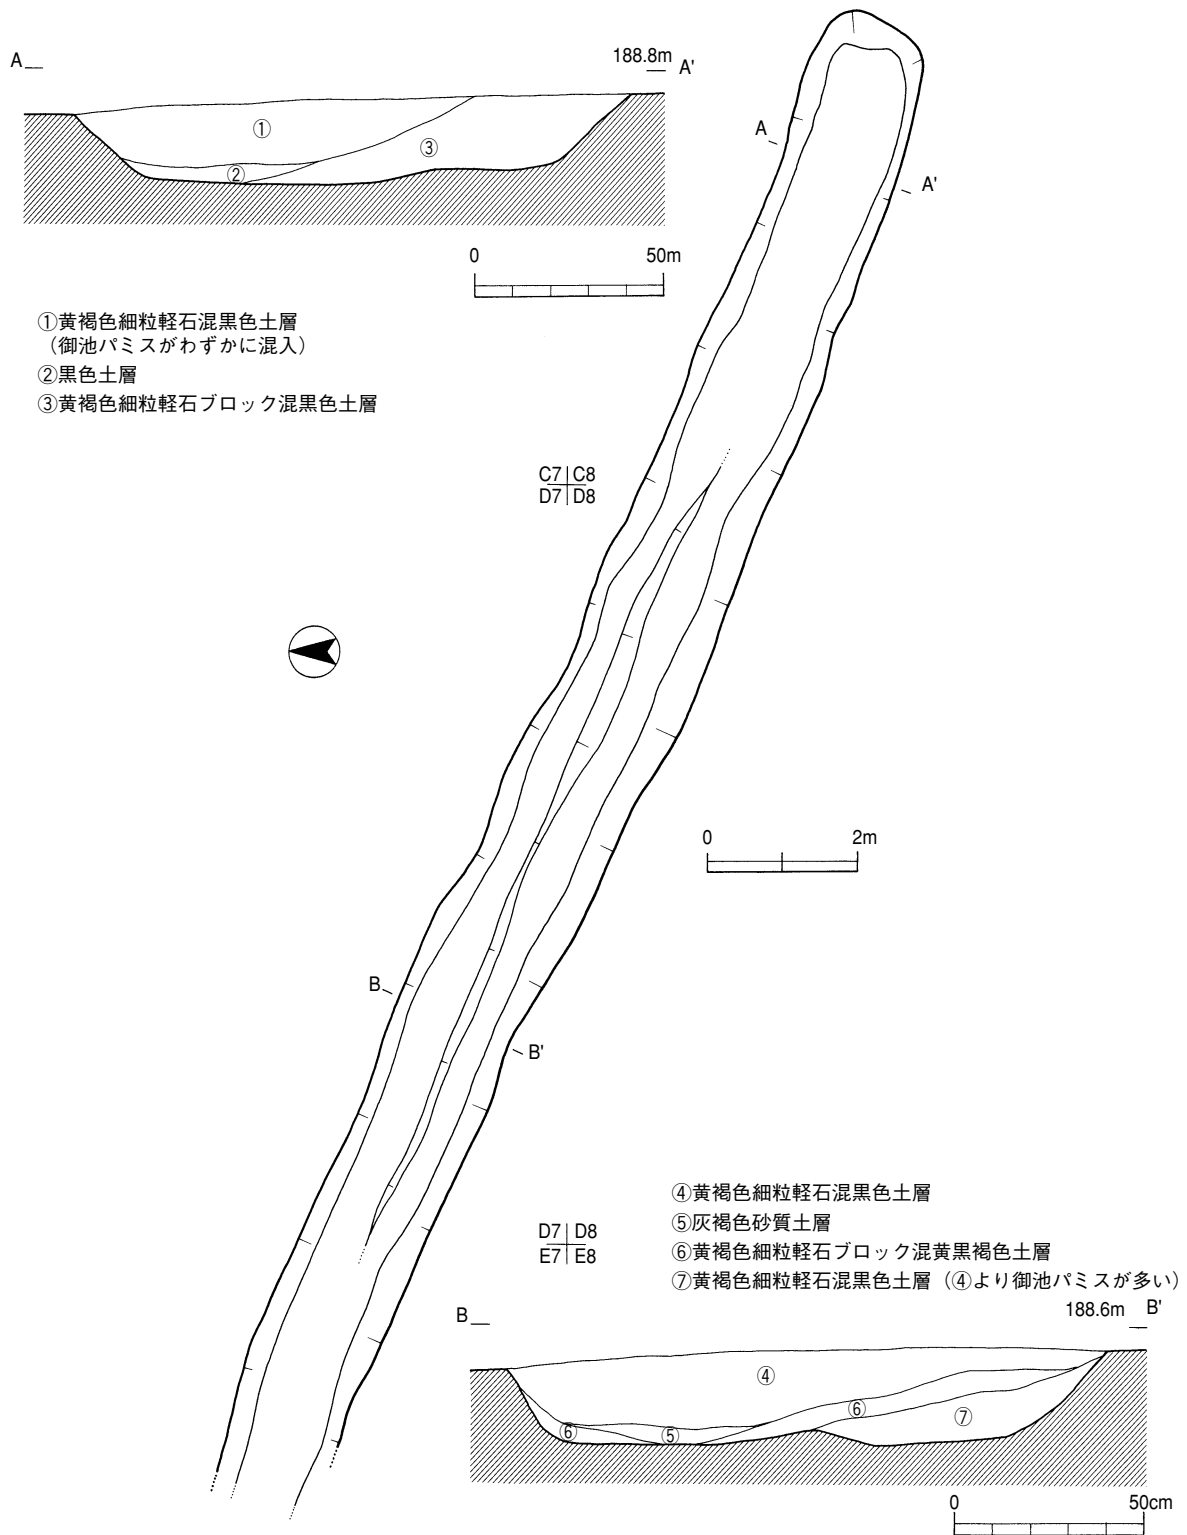 A
188.8m
A'
①
②
③
0
50m
①黄褐色細粒軽石混黒色土層
(御池パミスがわずかに混入)
②黒色土層
③黄褐色細粒軽石ブロック混黒色土層
A
A'
C7 C8
D7 D8
0
2m
B
B'
D7 D8
E7 E8
④黄褐色細粒軽石混黒色土層
⑤灰褐色砂質土層
⑥黄褐色細粒軽石ブロック混黄黒褐色土層
⑦黄褐色細粒軽石混黒色土層(④より御池パミスが多い)
B
188.6m
B'
④
⑥
⑤
⑥
⑦
0
50cm